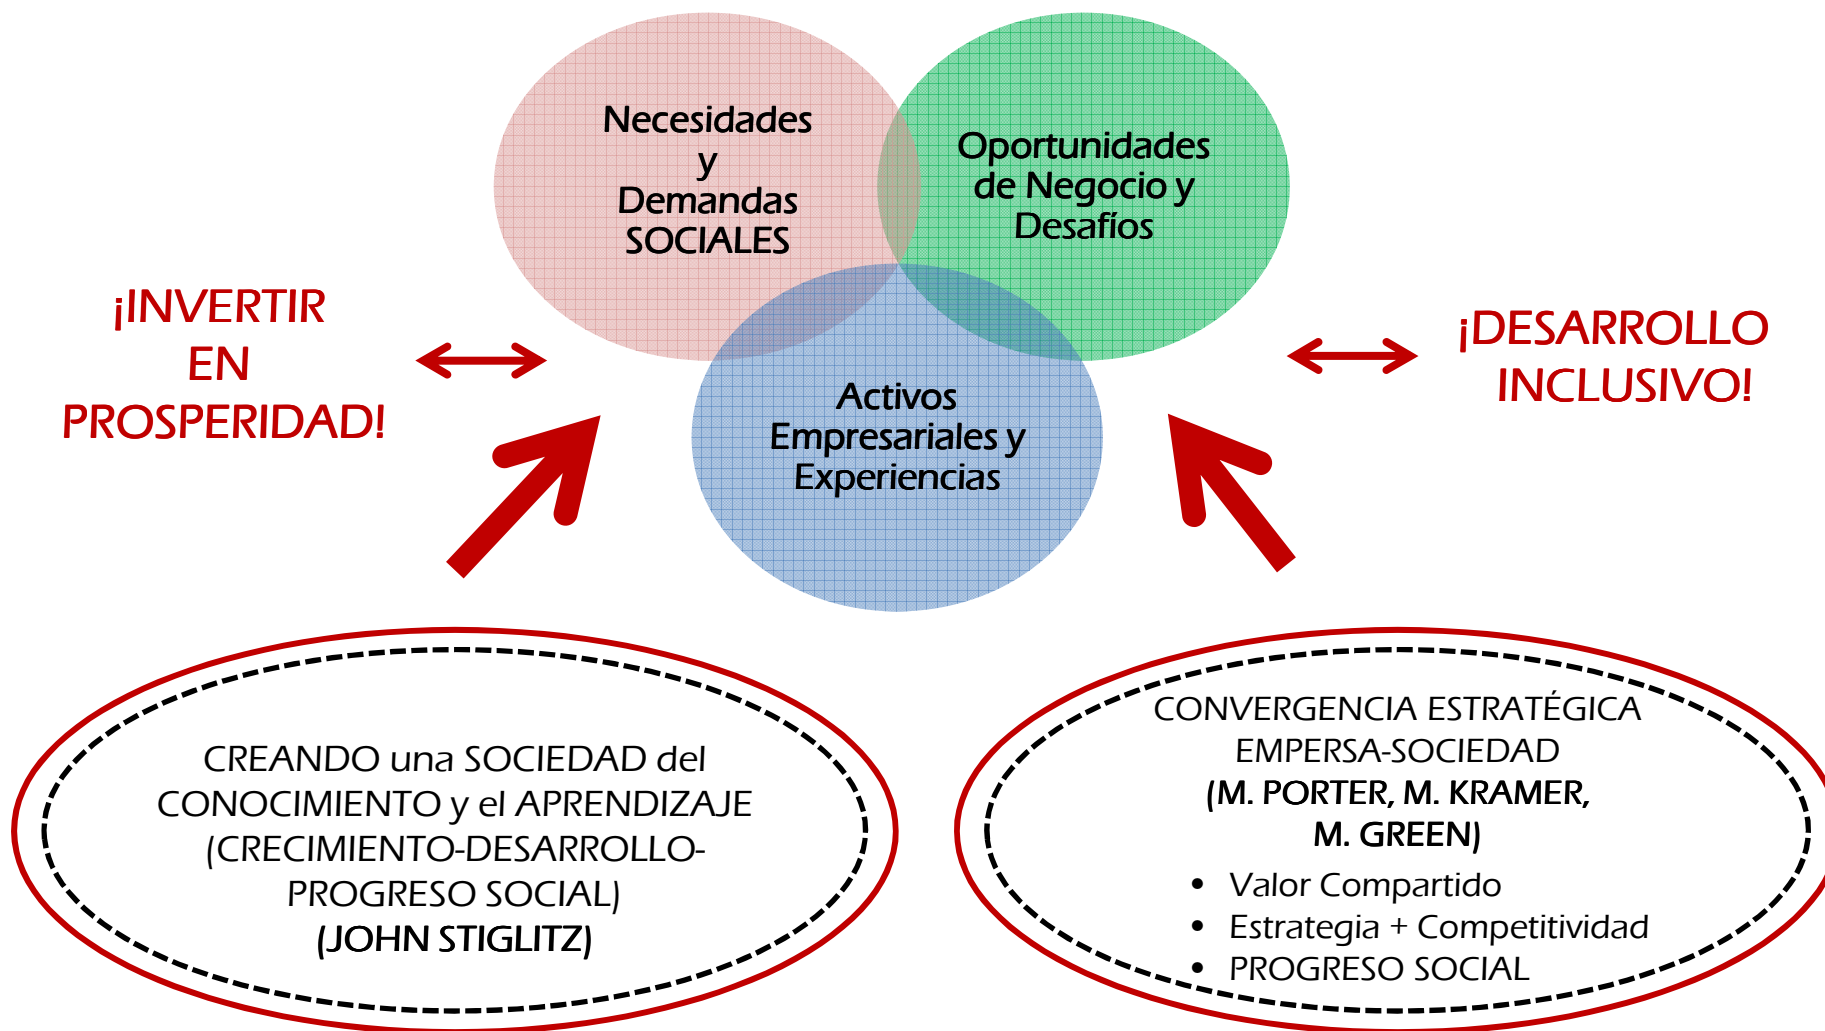 Necesidades
y
Demandas
SOCIALES
Oportunidades
de Negocio y
Desafíos
¡INVERTIR
EN
PROSPERIDAD!
¡DESARROLLO
INCLUSIVO!
Activos
Empresariales y
Experiencias
CREANDO una SOCIEDAD del
CONOCIMIENTO y el APRENDIZAJE
(CRECIMIENTO-DESARROLLO-
PROGRESO SOCIAL)
(JOHN STIGLITZ)
CONVERGENCIA ESTRATÉGICA
EMPERSA-SOCIEDAD
(M. PORTER, M. KRAMER,
M. GREEN)
• Valor Compartido
• Estrategia + Competitividad
• PROGRESO SOCIAL